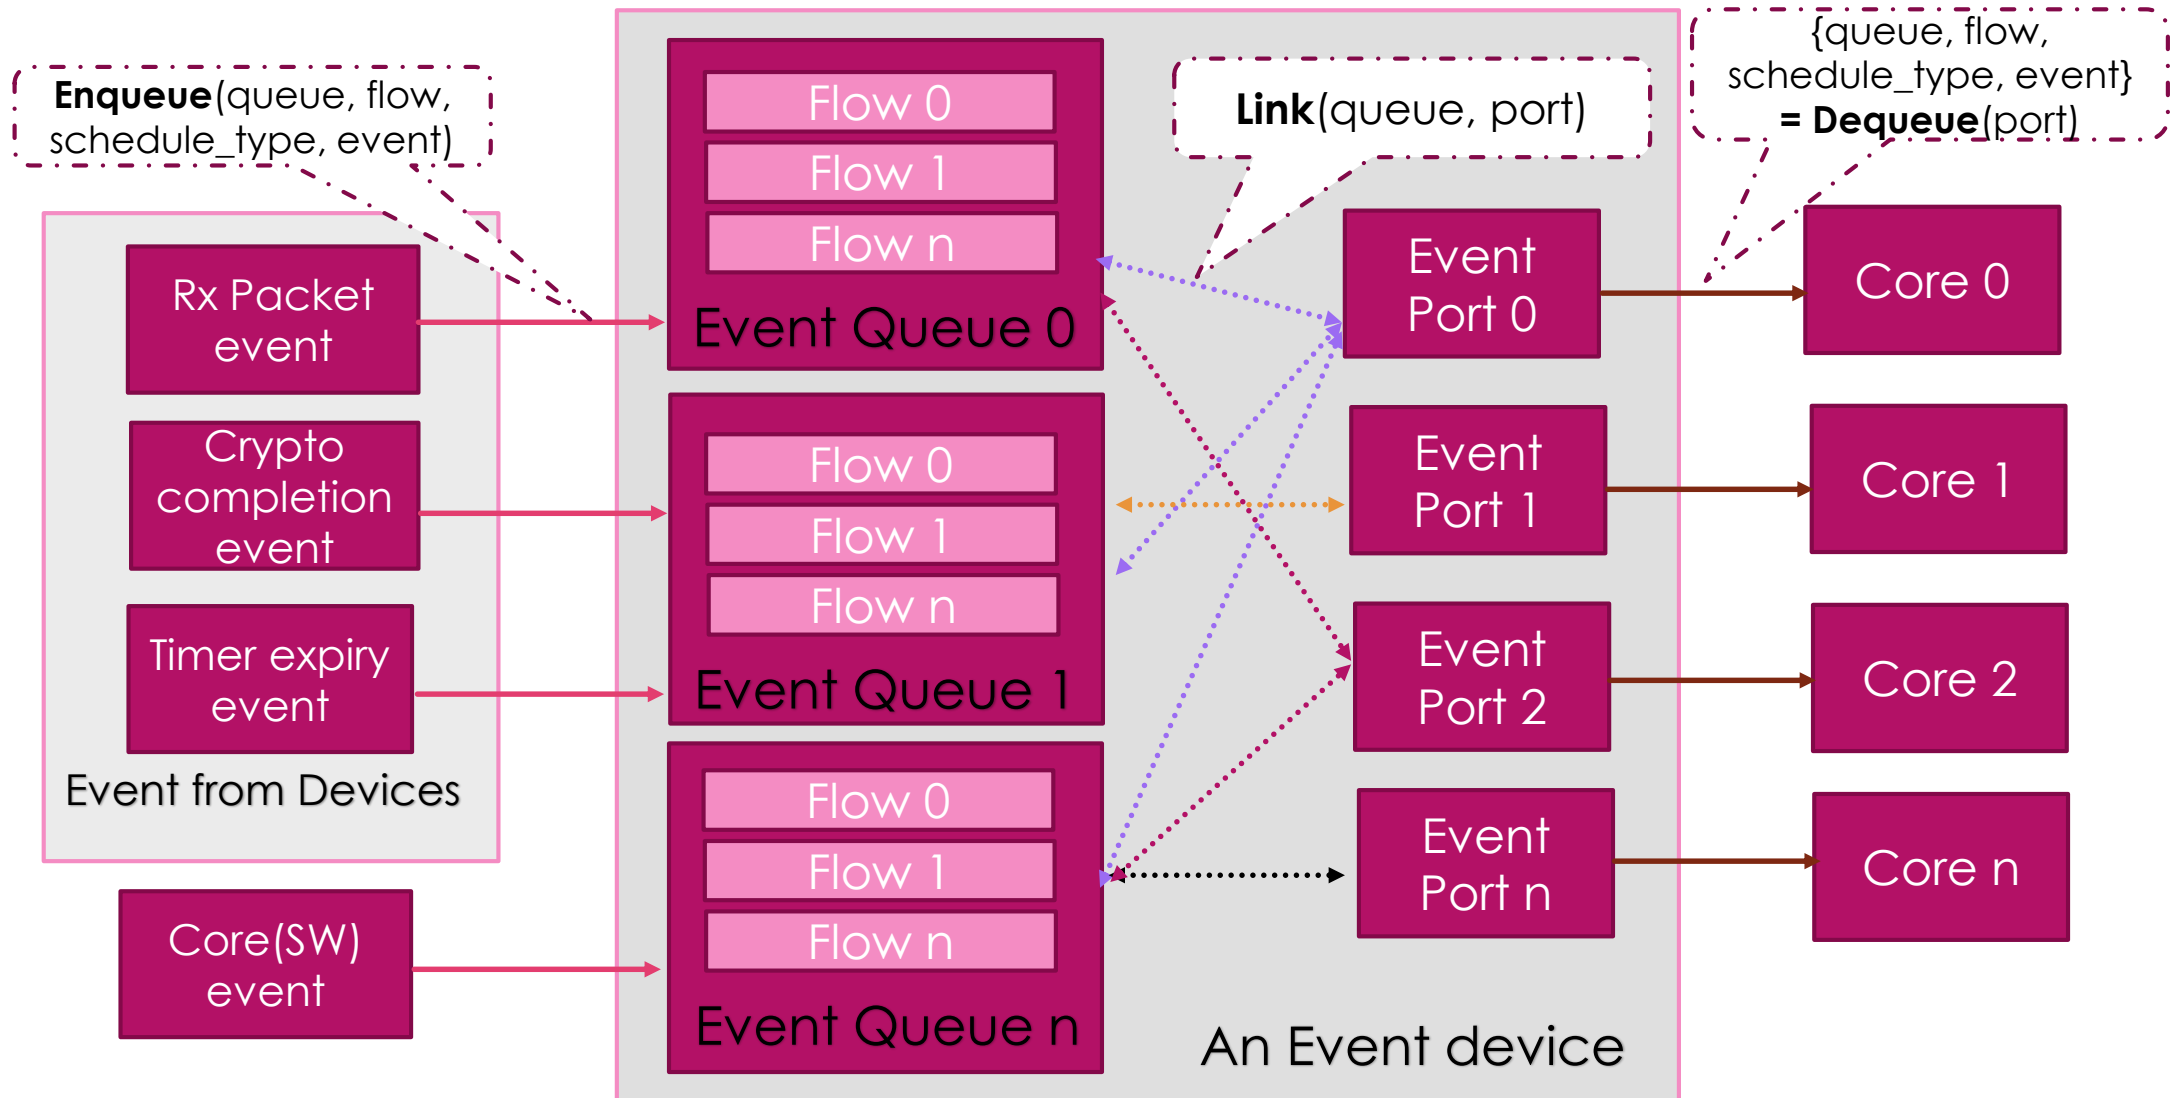 Enqueue(queue, flow,
schedule_type, event)
Rx Packet
event
Crypto
completion
event
Timer expiry
event
Event from Devices
Core(SW)
event
Flow 0
Flow 1
Flow n
Event Queue 0
Flow 0
Flow 1
Flow n
Event Queue 1
Flow 0
Flow 1
Flow n
Event Queue n
Link(queue, port)
Event
Port 0
Event
Port 1
Event
Port 2
Event
Port n
An Event device
{queue, flow,
schedule_type, event}
= Dequeue(port)
Core 0
Core 1
Core 2
Core n